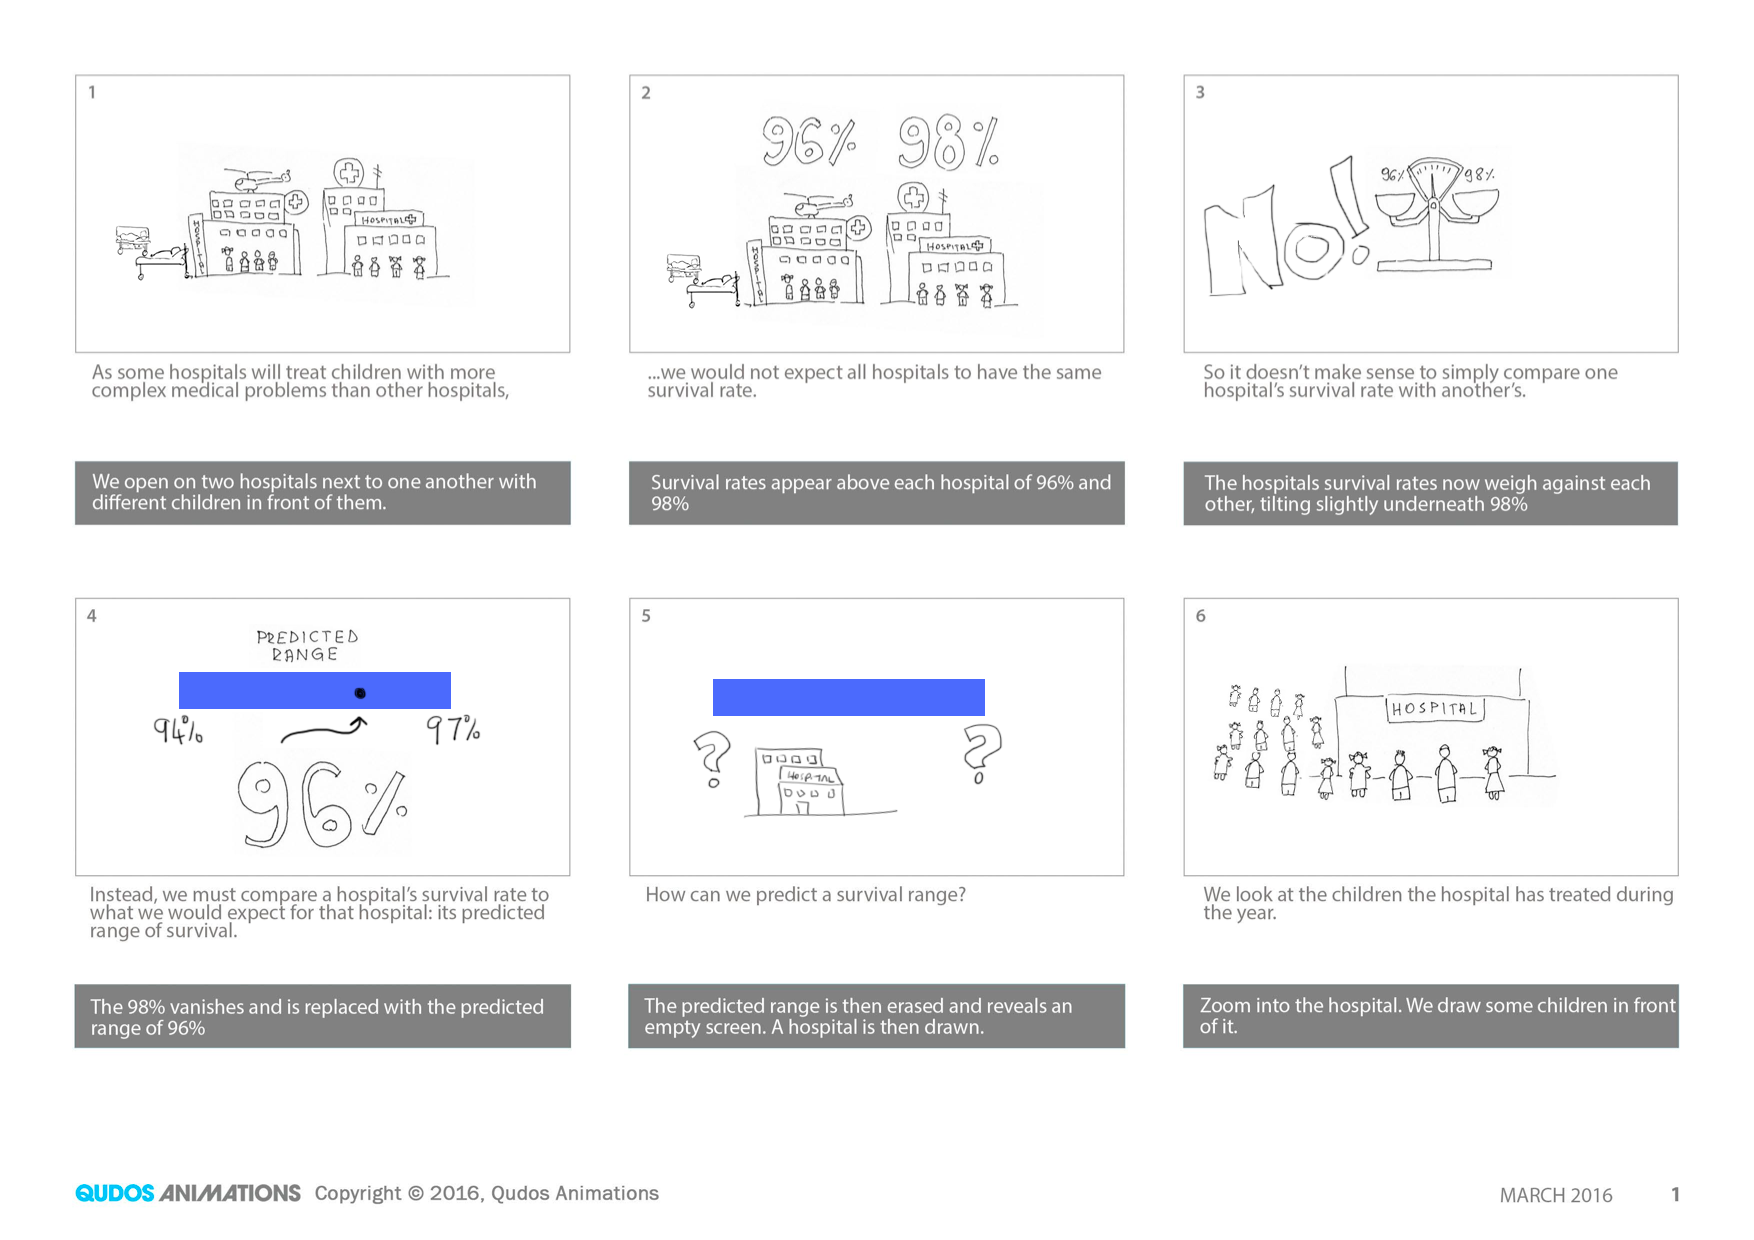 1
HOSPITAL
HOSPITAL
As some hospitals will treat children with more
complex medical problems than other hospitals,
We open on two hospitals next to one another with
different children in front of them.
2
96% 98%
HOSPITAL
HOSPITAL
...we would not expect all hospitals to have the same
survival rate.
Survival rates appear above each hospital of 96% and
98%
3
No!
96% 98%
So it doesn't make sense to simply compare one
hospital's survival rate with another's.
The hospitals survival rates now weigh against each
other, tilting slightly underneath 98%
4
PREDICTED
RANGE
94% 97%
96%
Instead, we must compare a hospital's survival rate to
what we would expect for that hospital: its predicted
range of survival.
The 98% vanishes and is replaced with the predicted
range of 96%
5
? ?
HOSPITAL
How can we predict a survival range?
The predicted range is then erased and reveals an
empty screen. A hospital is then drawn.
6
HOSPITAL
We look at the children the hospital has treated during
the year.
Zoom into the hospital. We draw some children in front
of it.
QUDOS ANIMATIONS Copyright © 2016, Qudos Animations
MARCH 2016 1